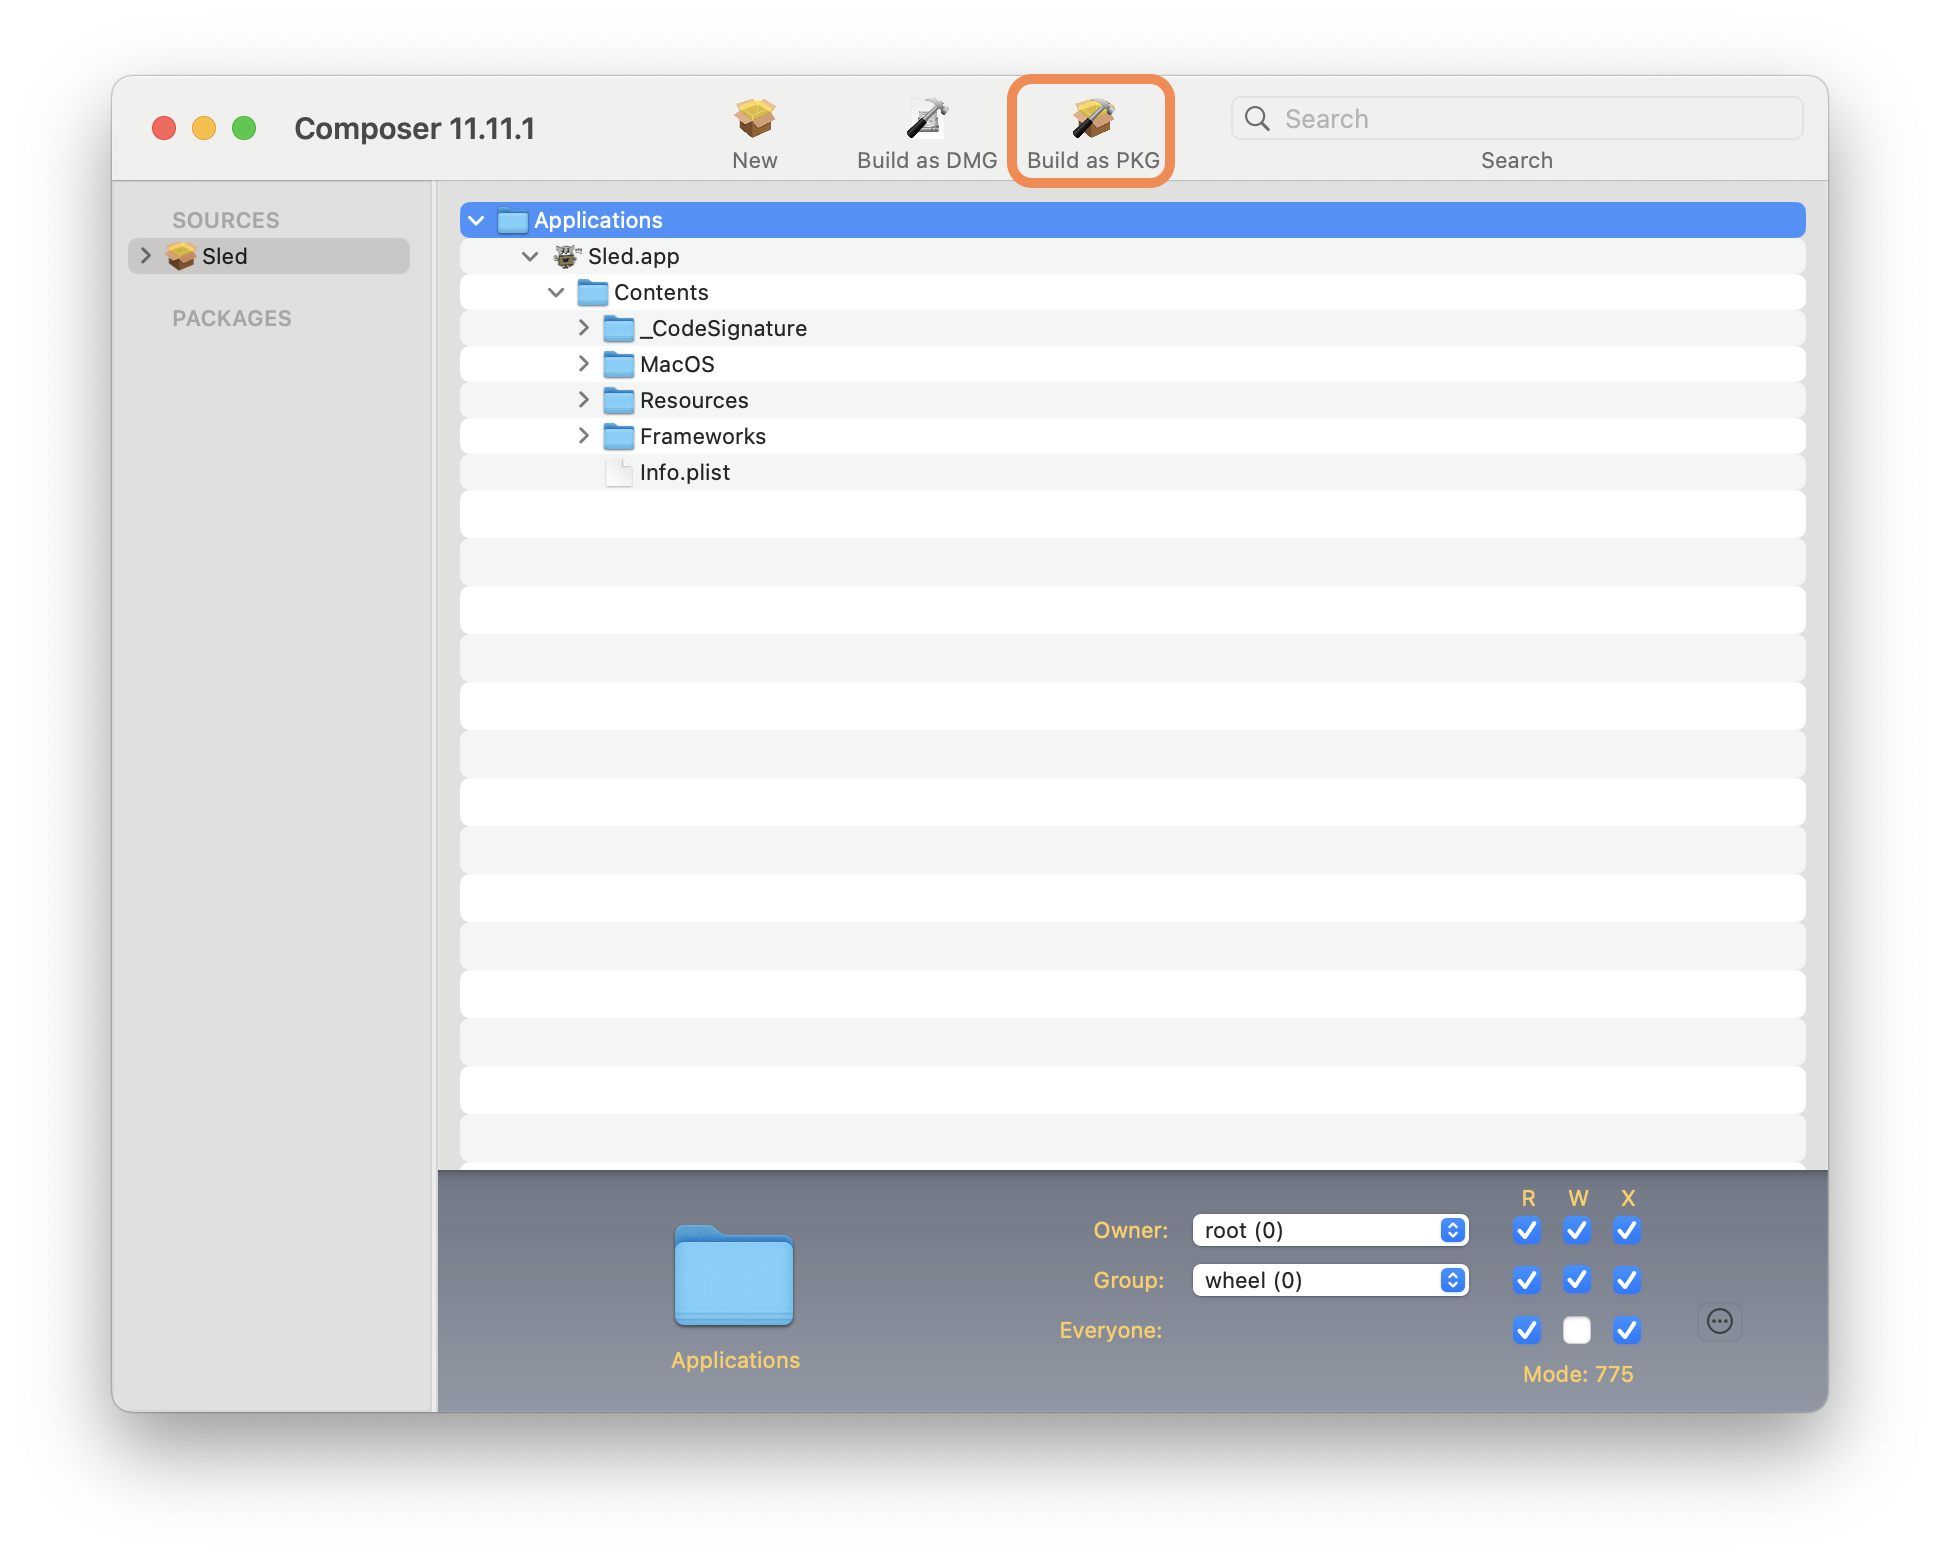 Composer 11.11.1
New
Build as DMG
Build as PKG
Search
Search
SOURCES
Sled
PACKAGES
Applications
Sled.app
Contents
_CodeSignature
MacOS
Resources
Frameworks
Info.plist
Applications
R W X
Owner: root (0)
Group: wheel (0)
Everyone:
Mode: 775